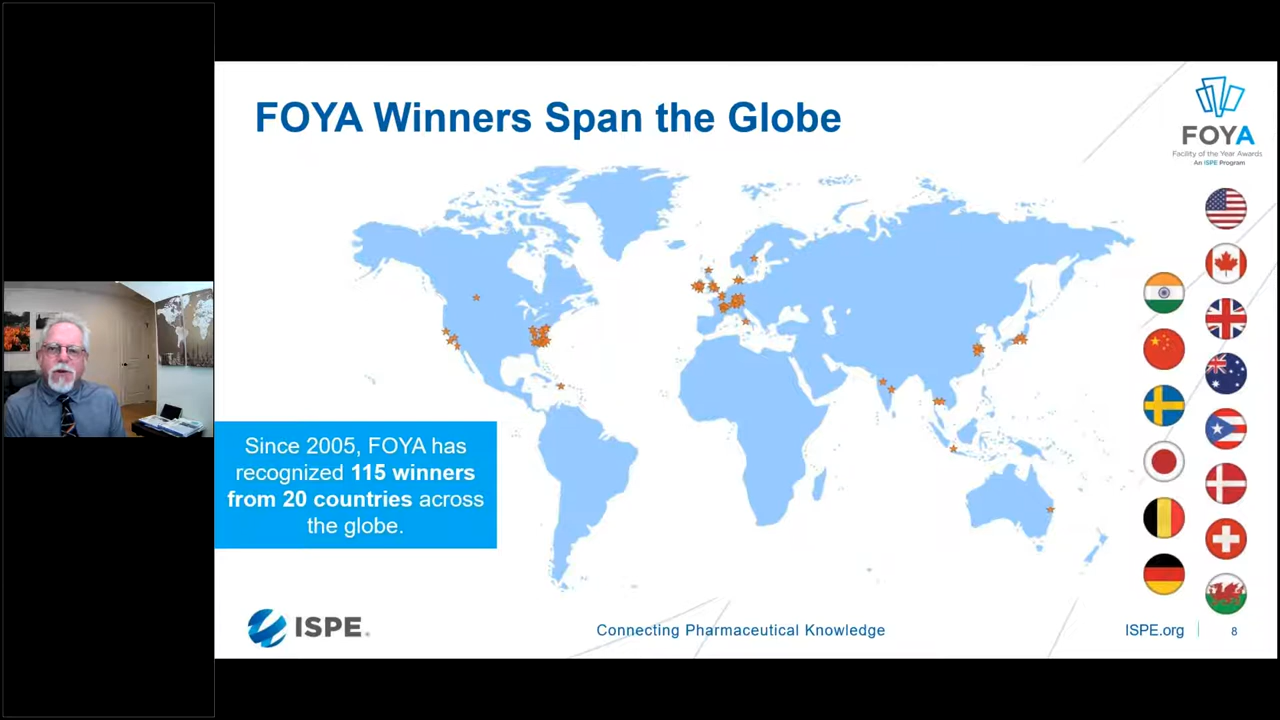 FOYA Winners Span the Globe
FOYA
Facility of the Year Awards
An ISPE Program
Since 2005, FOYA has
recognized 115 winners
from 20 countries across
the globe.
ISPE®
Connecting Pharmaceutical Knowledge
ISPE.org
8